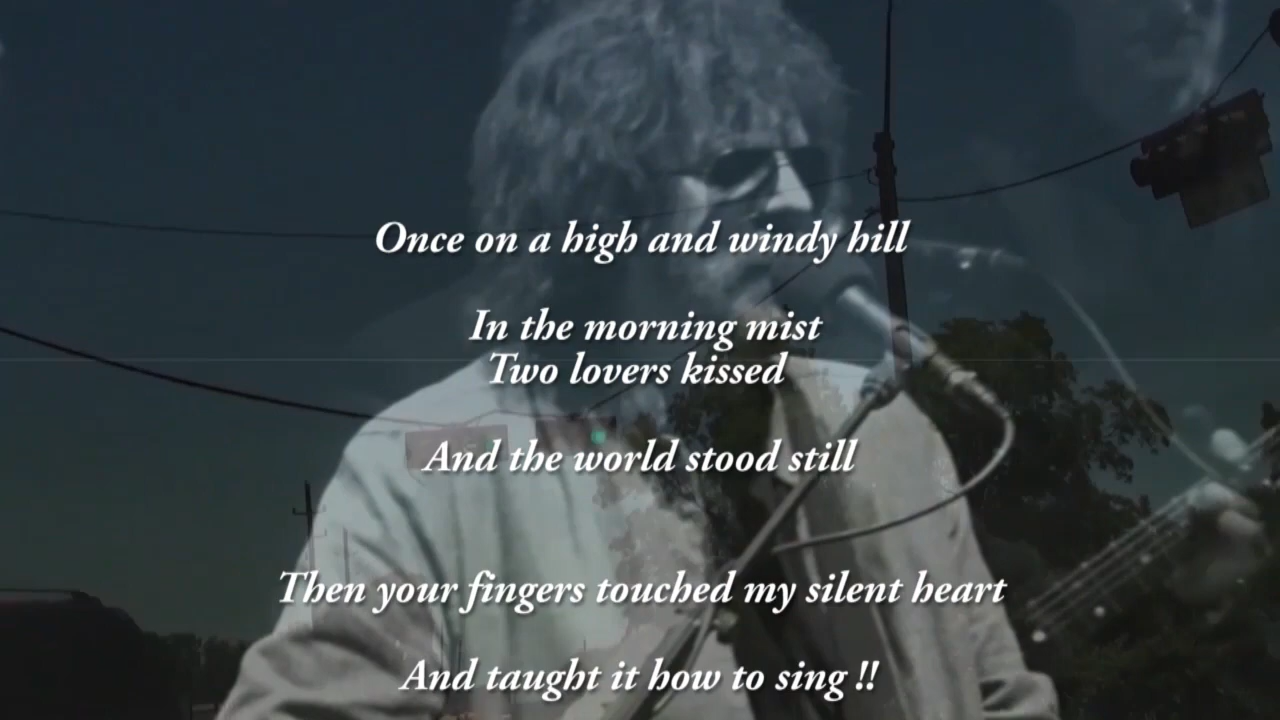 Once on a high and windy hill
In the morning mist
Two lovers kissed
And the world stood still
Then your fingers touched my silent heart
And taught it how to sing !!